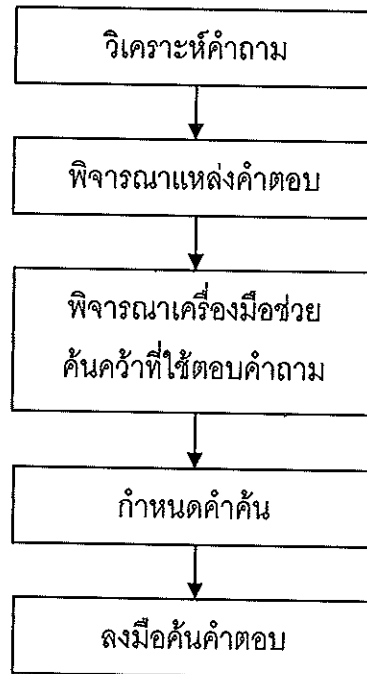 วิเคราะห์คำถาม
พิจารณาแหล่งคำตอบ
พิจารณาเครื่องมือช่วย
ค้นคว้าที่ใช้ตอบคำถาม
กำหนดคำค้น
ลงมือค้นคำตอบ